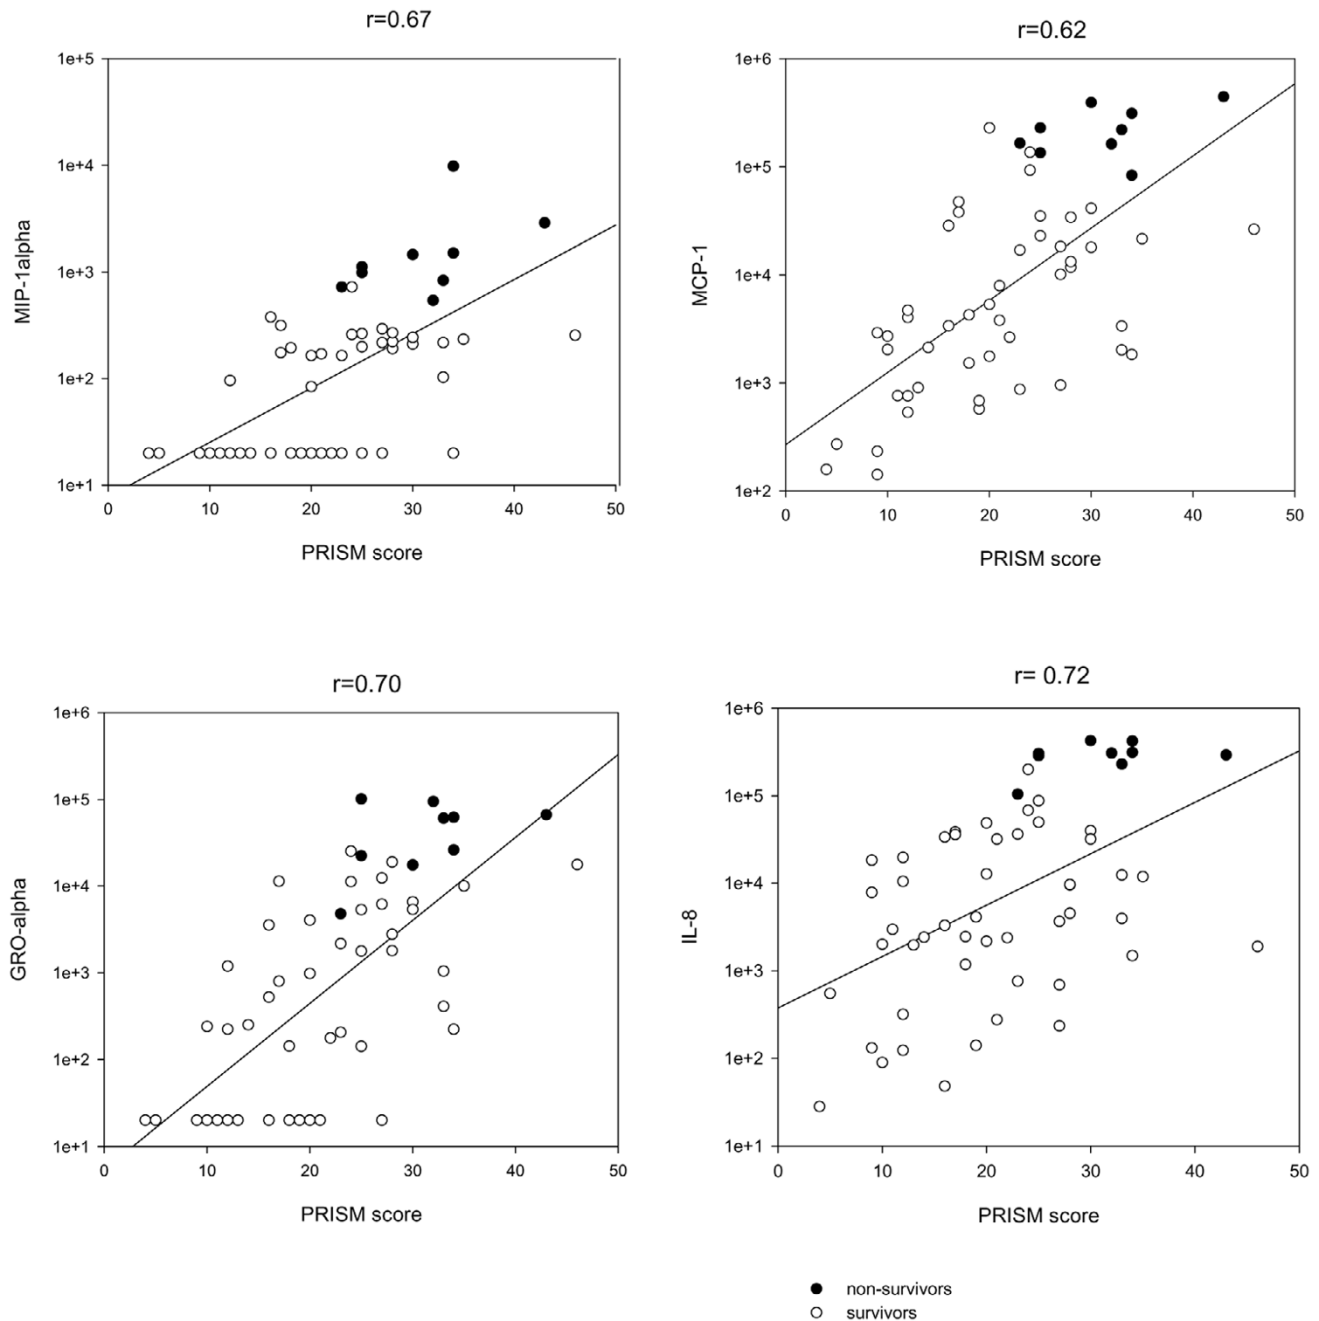 r=0.67
1e+5
1e+4
1e+3
1e+2
1e+1
MIP-1alpha
0 10 20 30 40 50
PRISM score
r=0.62
1e+6
1e+5
1e+4
1e+3
1e+2
MCP-1
0 10 20 30 40 50
PRISM score
r=0.70
1e+6
1e+5
1e+4
1e+3
1e+2
1e+1
GRO-alpha
0 10 20 30 40 50
PRISM score
r= 0.72
1e+6
1e+5
1e+4
1e+3
1e+2
1e+1
IL-8
0 10 20 30 40 50
PRISM score
non-survivors
survivors